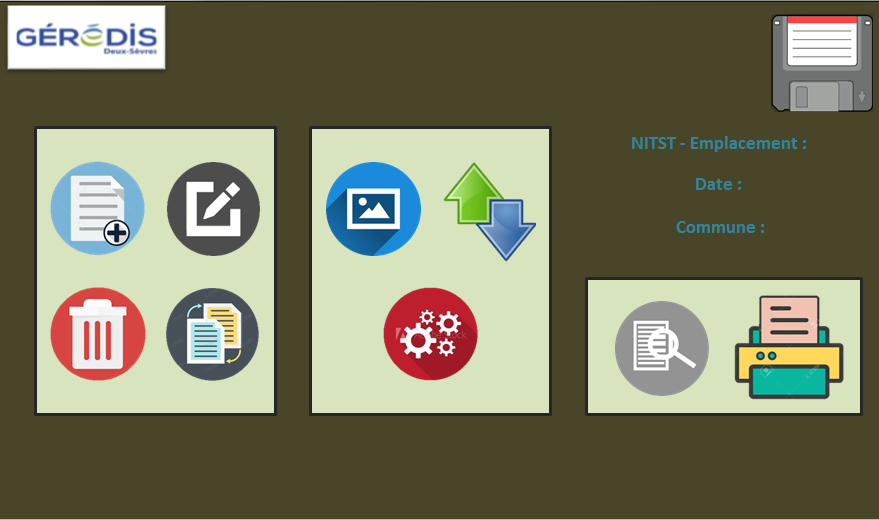 GÉRÉDIS
Deux-Sèvres
NITST - Emplacement :
Date :
Commune :